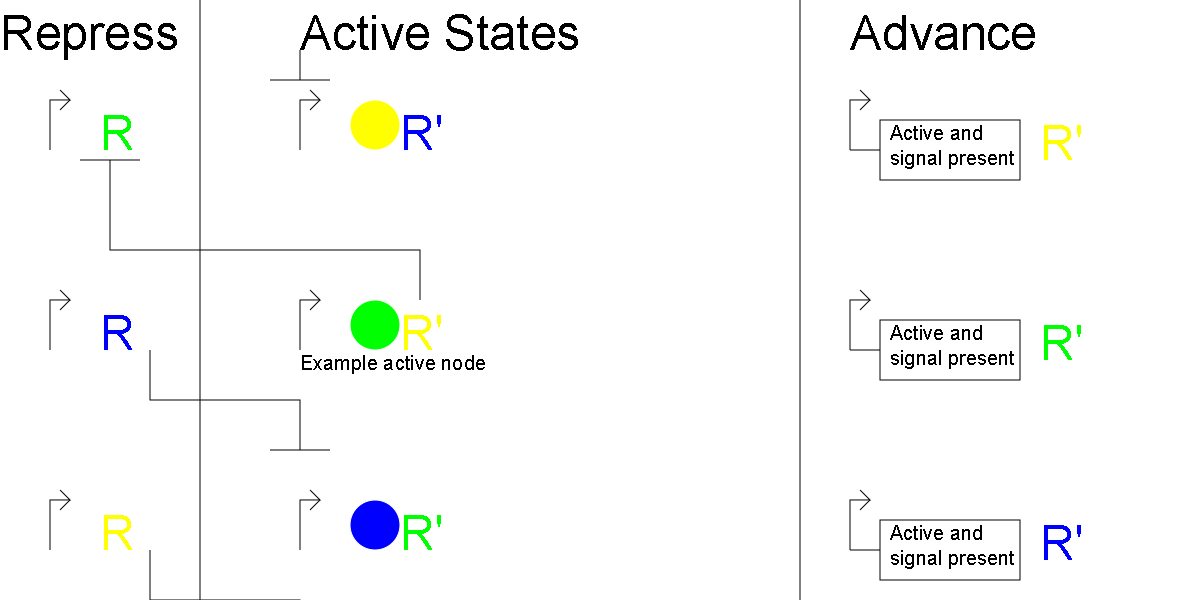 Repress
Active States
Advance
R
R'
Active and
signal present
R'
R
R'
Example active node
Active and
signal present
R'
R
R'
Active and
signal present
R'